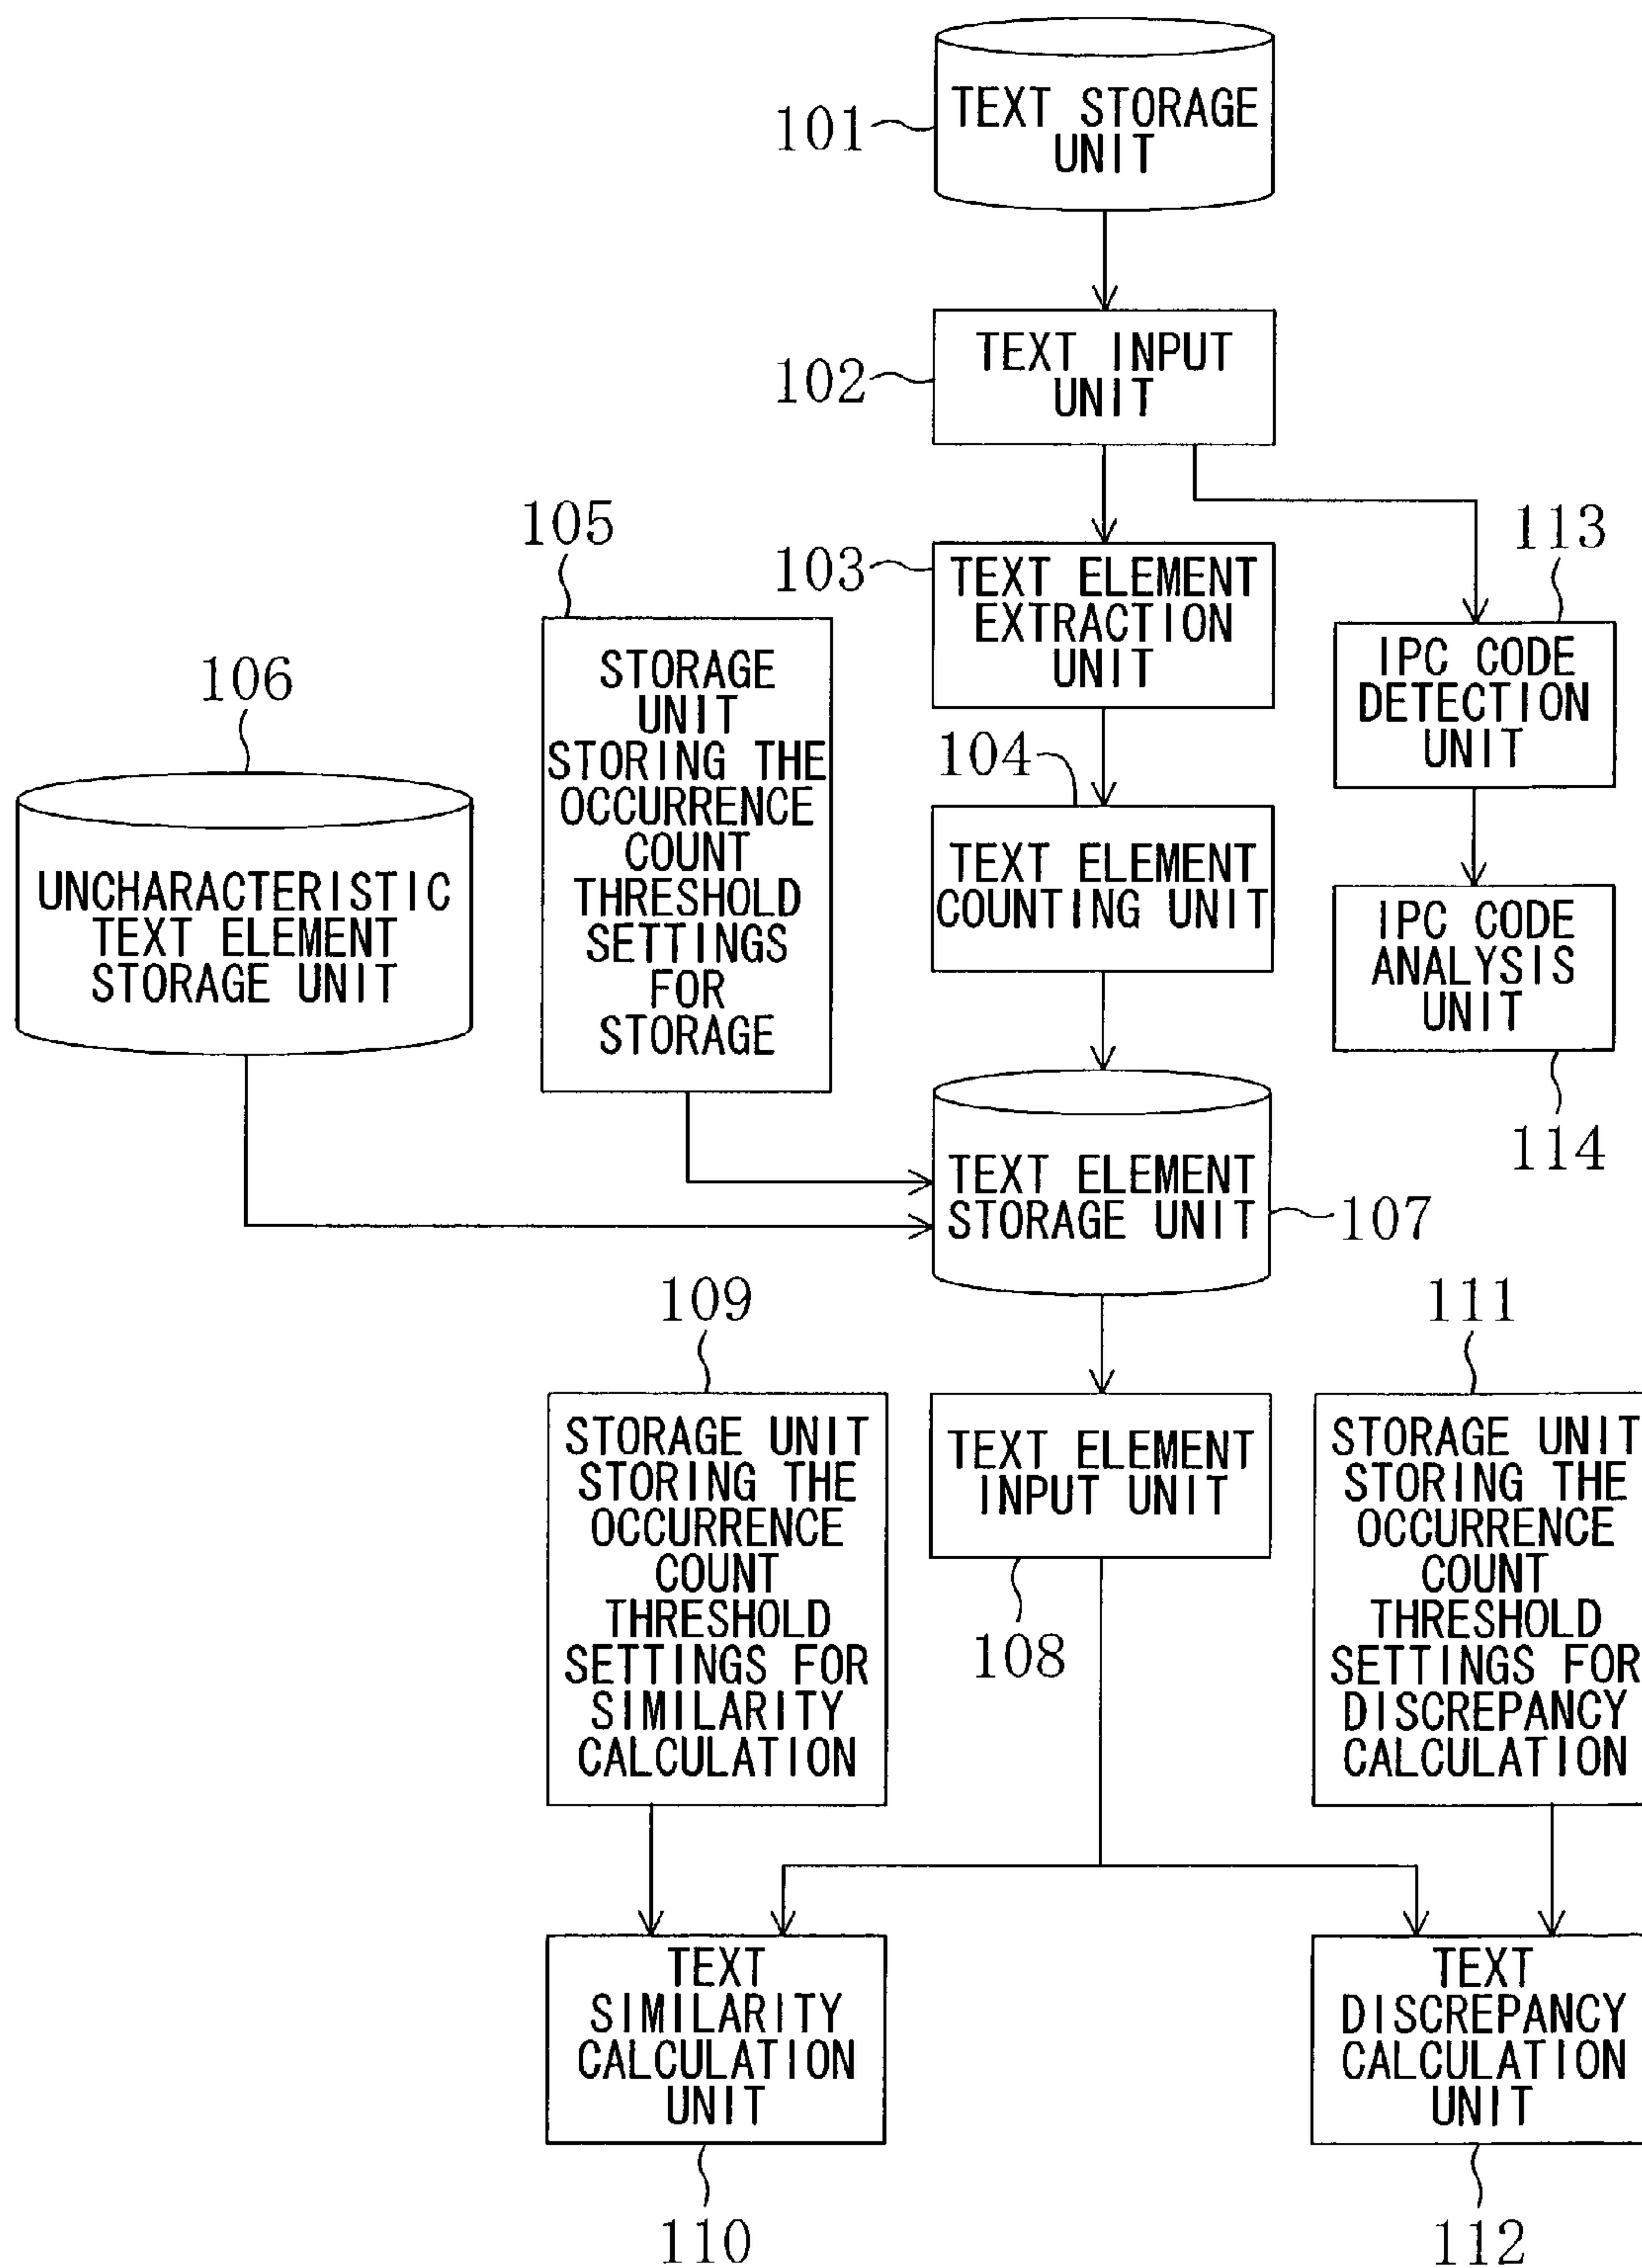 TEXT STORAGE
UNIT
101
TEXT INPUT
UNIT
102
105
103
TEXT ELEMENT
EXTRACTION
UNIT
113
IPC CODE
DETECTION
UNIT
106
STORAGE
UNIT
STORING THE
OCCURRENCE
COUNT
THRESHOLD
SETTINGS
FOR
STORAGE
104
TEXT ELEMENT
COUNTING UNIT
IPC CODE
ANALYSIS
UNIT
114
UNCHARACTERISTIC
TEXT ELEMENT
STORAGE UNIT
TEXT ELEMENT
STORAGE UNIT
107
109
STORAGE UNIT
STORING THE
OCCURRENCE
COUNT
THRESHOLD
SETTINGS FOR
SIMILARITY
CALCULATION
TEXT ELEMENT
INPUT UNIT
108
111
STORAGE UNIT
STORING THE
OCCURRENCE
COUNT
THRESHOLD
SETTINGS FOR
DISCREPANCY
CALCULATION
TEXT
SIMILARITY
CALCULATION
UNIT
110
TEXT
DISCREPANCY
CALCULATION
UNIT
112